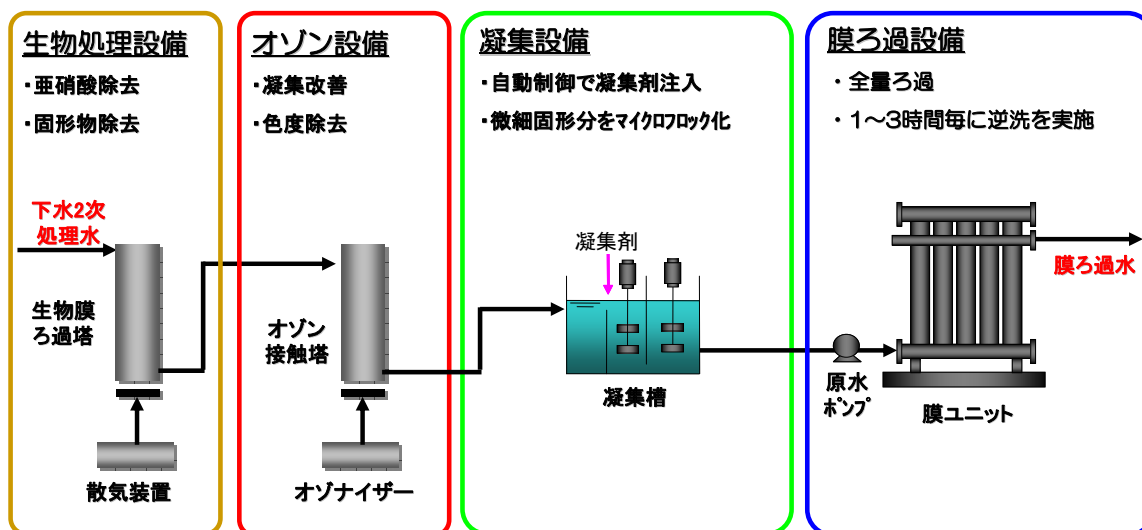 生物処理設備
・亜硝酸除去
・固形物除去
下水2次
処理水
生物膜
ろ過塔
散気装置
オゾン設備
・凝集改善
・色度除去
オゾン
接触塔
オゾナイザー
凝集設備
・自動制御で凝集剤注入
・微細固形分をﾏｲｸﾛﾌﾛｯｸ化
凝集剤
凝集槽
膜ろ過設備
・全量ろ過
・1～3時間毎に逆洗を実施
膜ろ過水
原水
ﾎﾟﾝﾌﾟ
膜ユニット